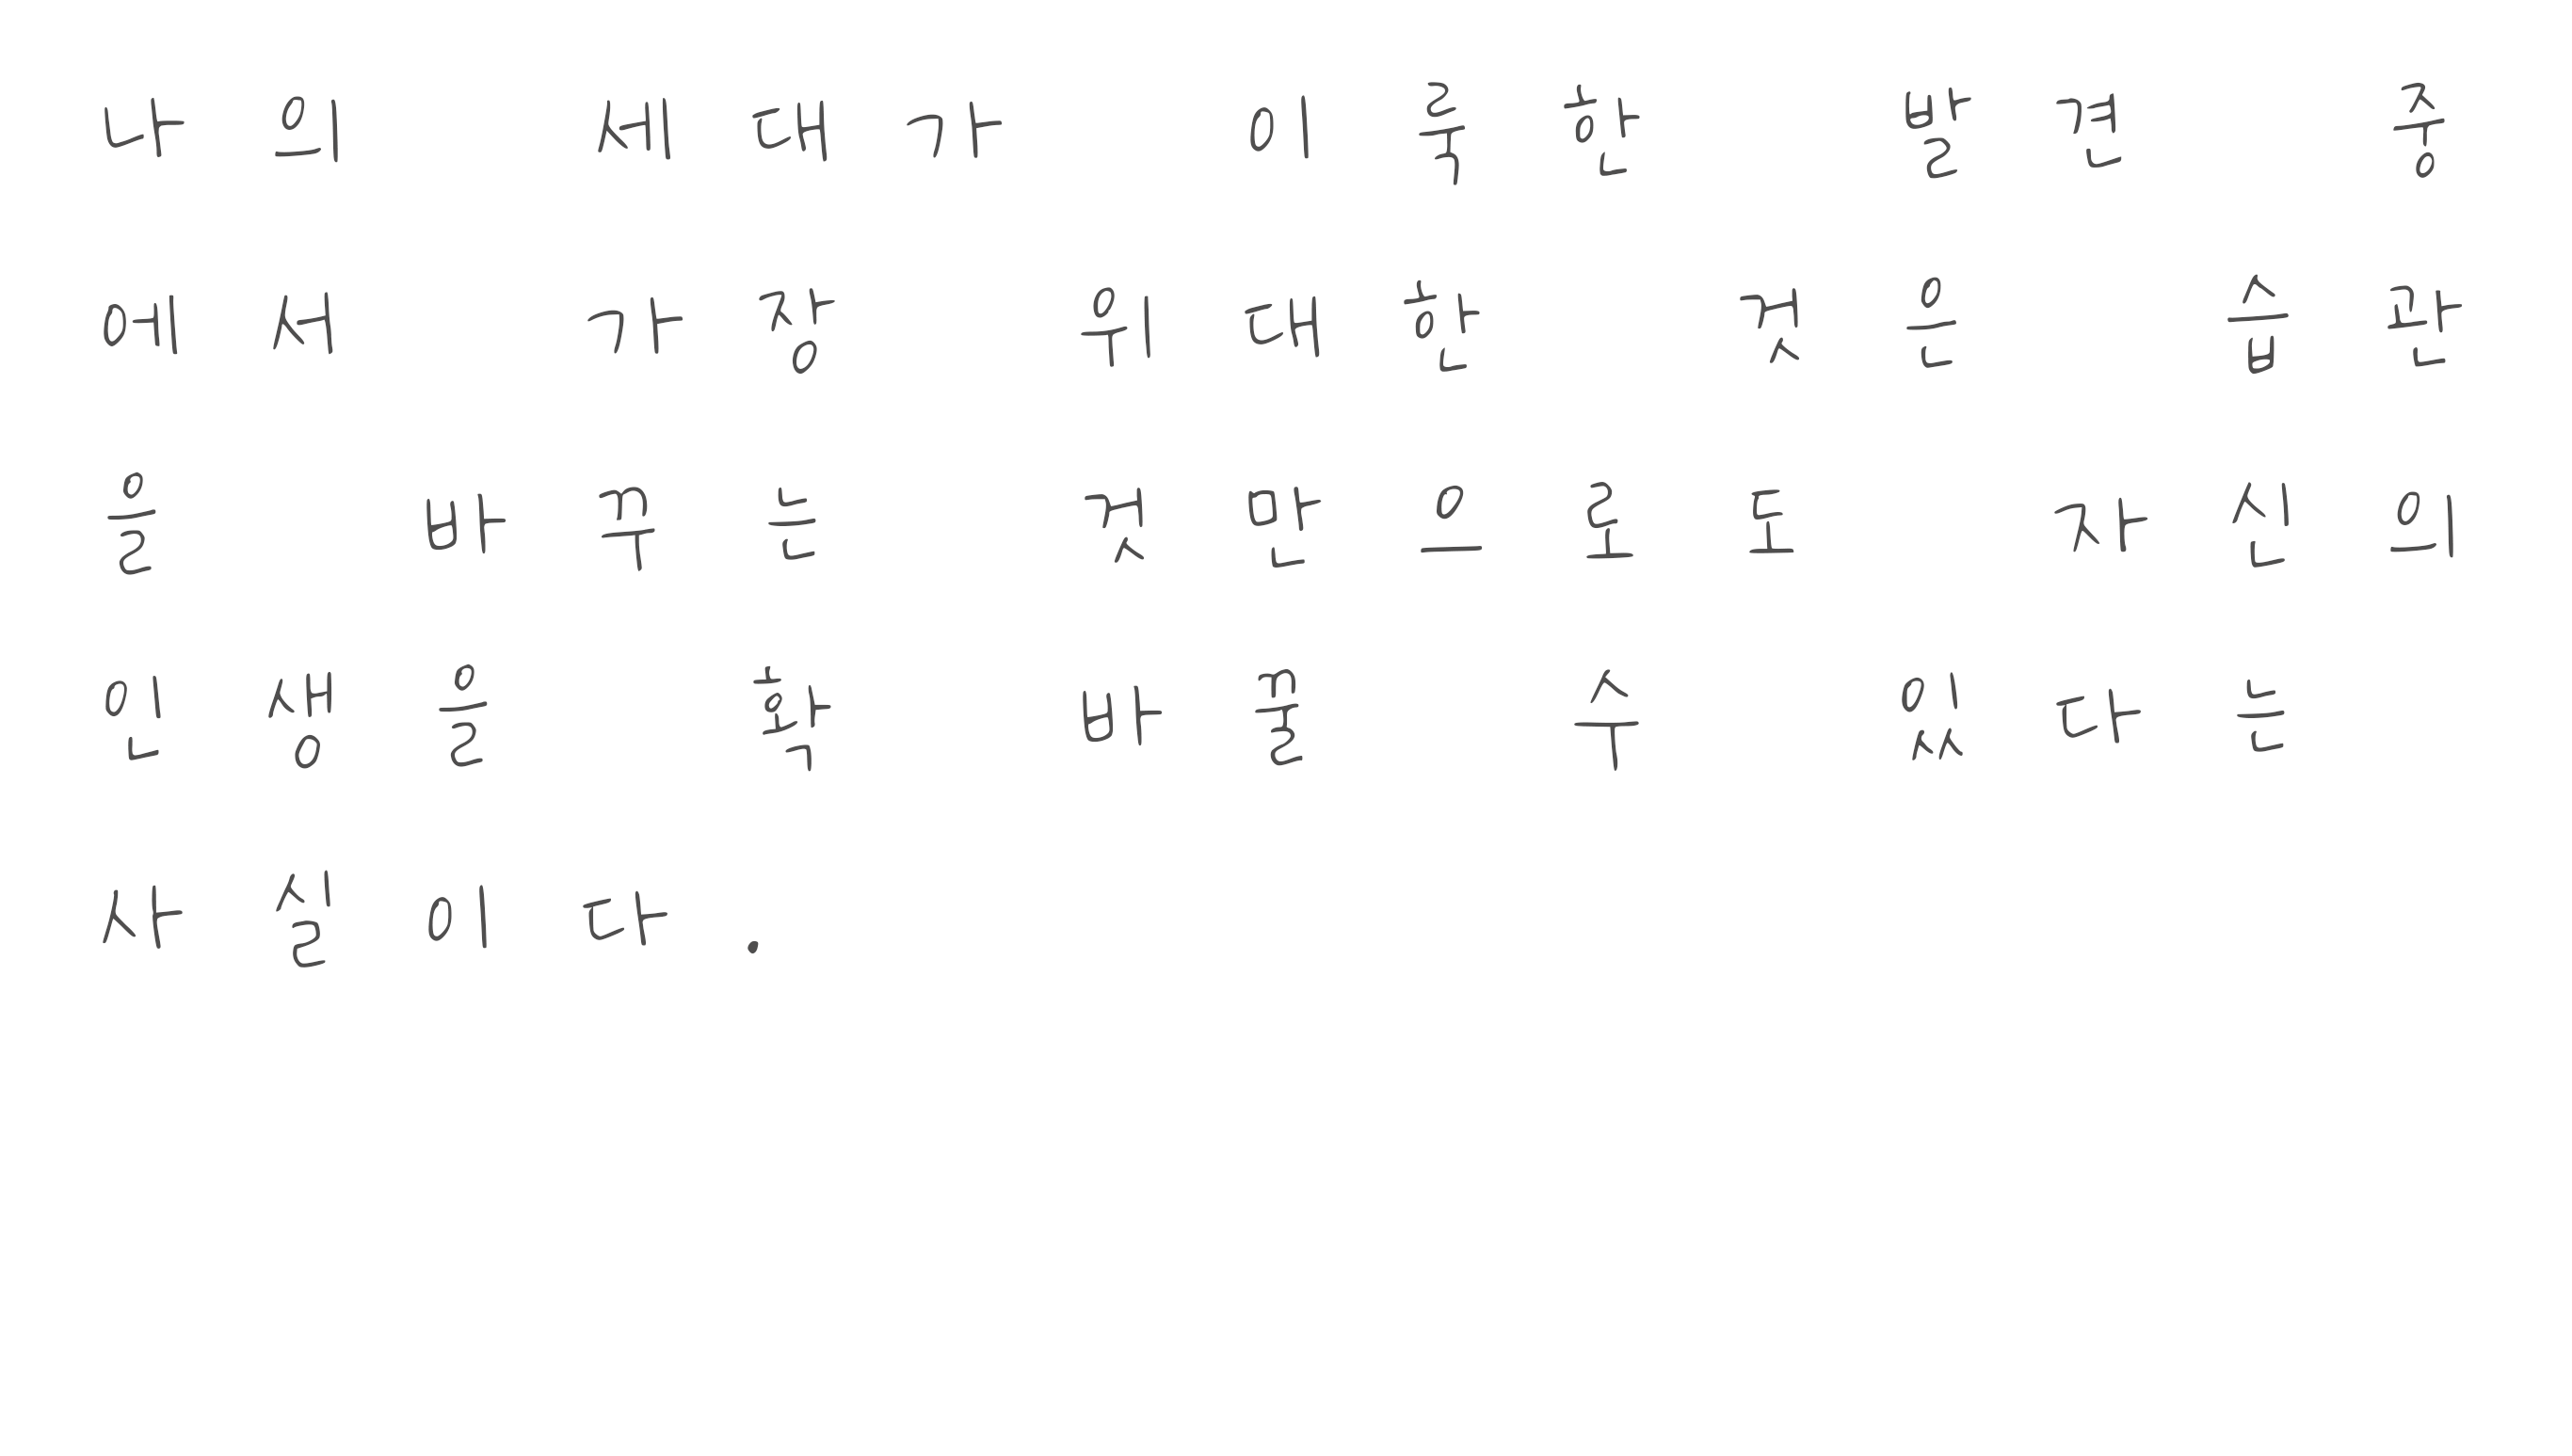 나의 세대가 이룩한 발견 중
에서 가장 위대한 것은 습관
을 바꾸는 것만으로도 자신의
인생을 확 바꿀 수 있다는
사실이다.